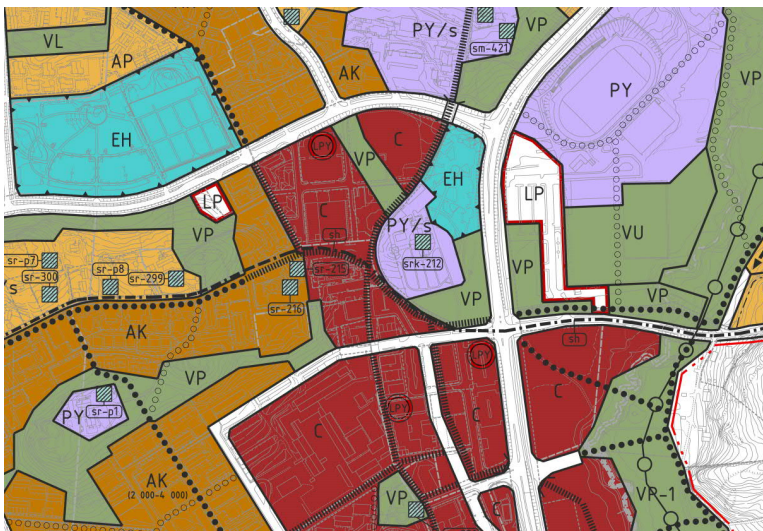 PY/s
sm-421
VL
AP
AK
VP
VP
PY
EH
LPY
C
VP
EH
LP
LP
C
PY/s
VU
VP
sh
srk-212
sr-p7
sr-300
sr-p8
sr-299
s
sr-215
sr-216
VP
VP
VP
AK
sh
VP
LPY
C
PY
sr-p1
LPY
C
C
AK
(2 000-4 000)
VP
C
VP-1